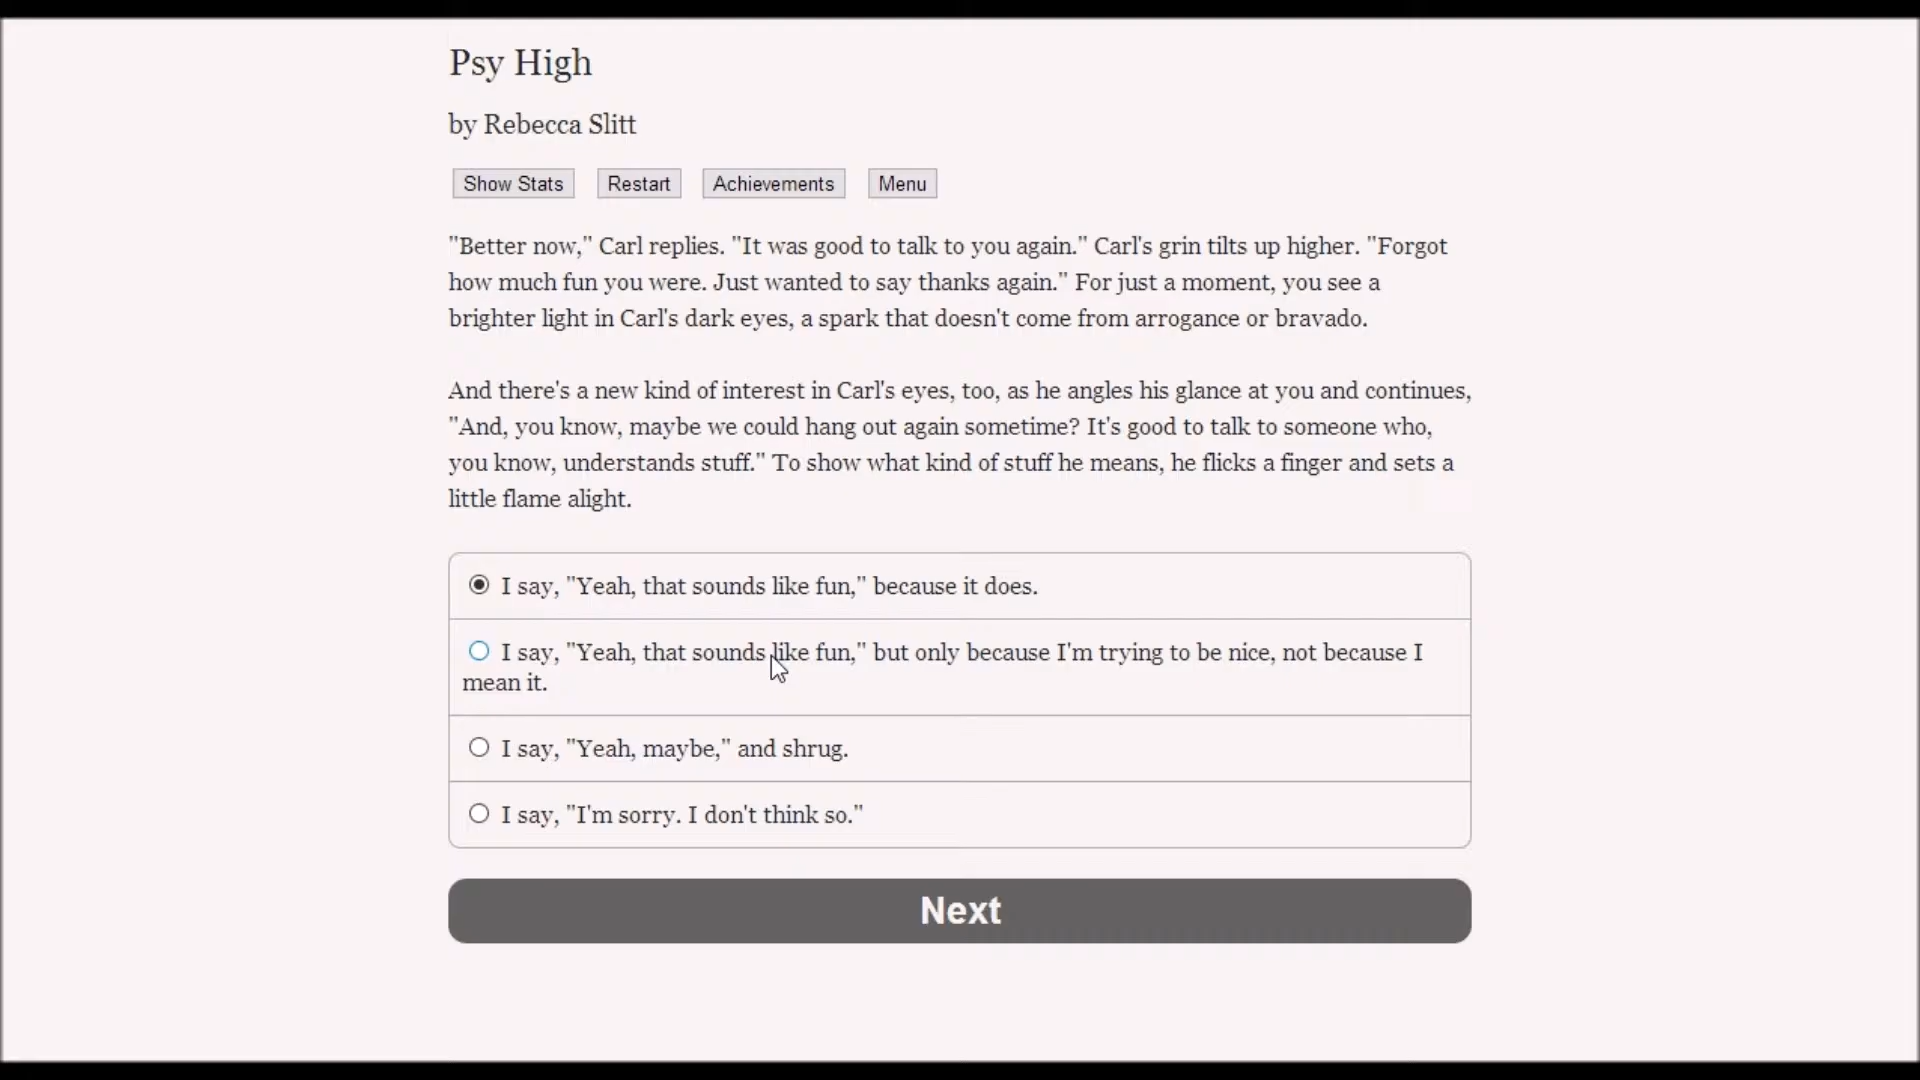 Psy High
by Rebecca Slitt
Show Stats Restart Achievements Menu
"Better now," Carl replies. "It was good to talk to you again." Carl's grin tilts up higher. "Forgot
how much fun you were. Just wanted to say thanks again." For just a moment, you see a
brighter light in Carl's dark eyes, a spark that doesn't come from arrogance or bravado.
And there's a new kind of interest in Carl's eyes, too, as he angles his glance at you and continues,
"And, you know, maybe we could hang out again sometime? It's good to talk to someone who,
you know, understands stuff." To show what kind of stuff he means, he flicks a finger and sets a
little flame alight.
I say, "Yeah, that sounds like fun," because it does.
I say, "Yeah, that sounds like fun," but only because I'm trying to be nice, not because I
mean it.
I say, "Yeah, maybe," and shrug.
I say, "I'm sorry. I don't think so."
Next